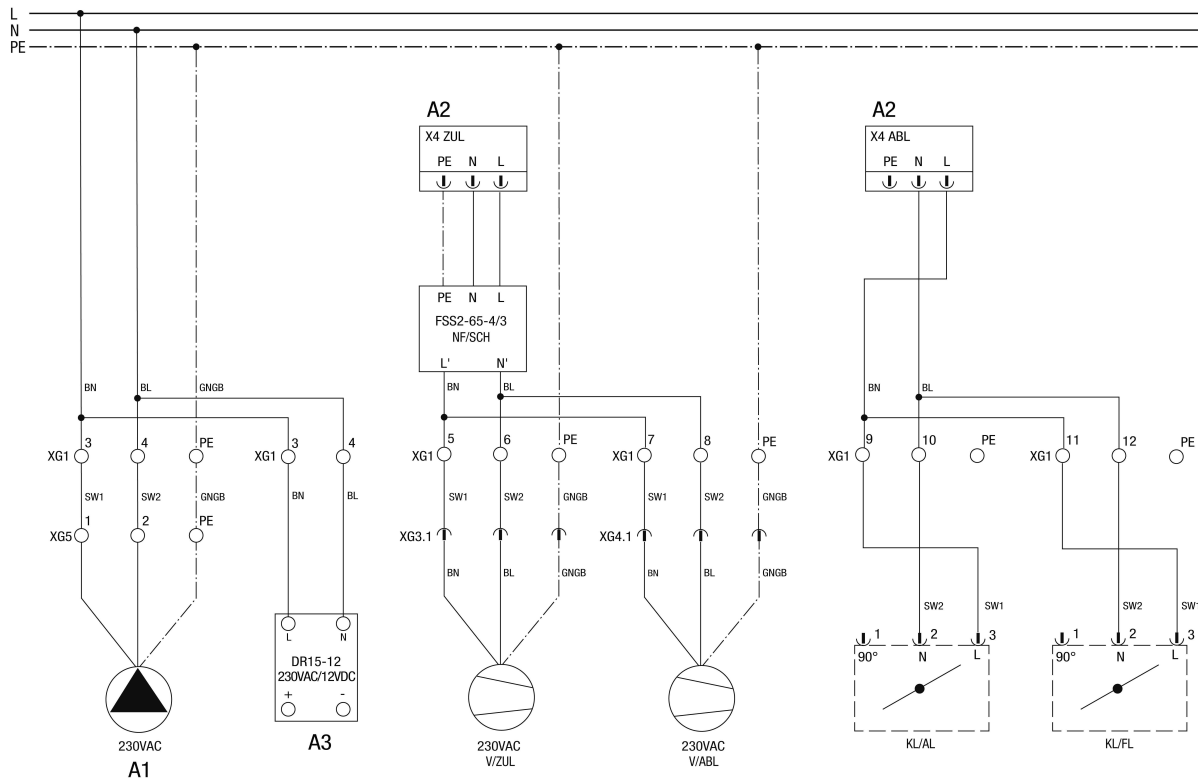 L
N
PE
A2
A2
X4 ZUL
X4 ABL
PE N L
PE N L
PE N L
FSS2-65-4/3
NF/SCH
L' N'
BN BL GNGB BN BL GNGB GNGB BN BL
XG1 3 4 PE XG1 3 4 XG1 5 6 PE XG1 7 8 PE XG1 9 10 PE XG1 11 12 PE
SW1 SW2 GNGB BN BL SW1 SW2 GNGB SW1 SW2 GNGB
XG5 1 2 PE XG3.1 XG4.1
BN BL GNGB BN BL GNGB
SW2 SW1 SW2 SW1
L N
1 2 3 1 2 3
90° N L 90° N L
DR15-12
230VAC/12VDC
+ -
230VAC A3 230VAC 230VAC KL/AL KL/FL
A1 V/ZUL V/ABL